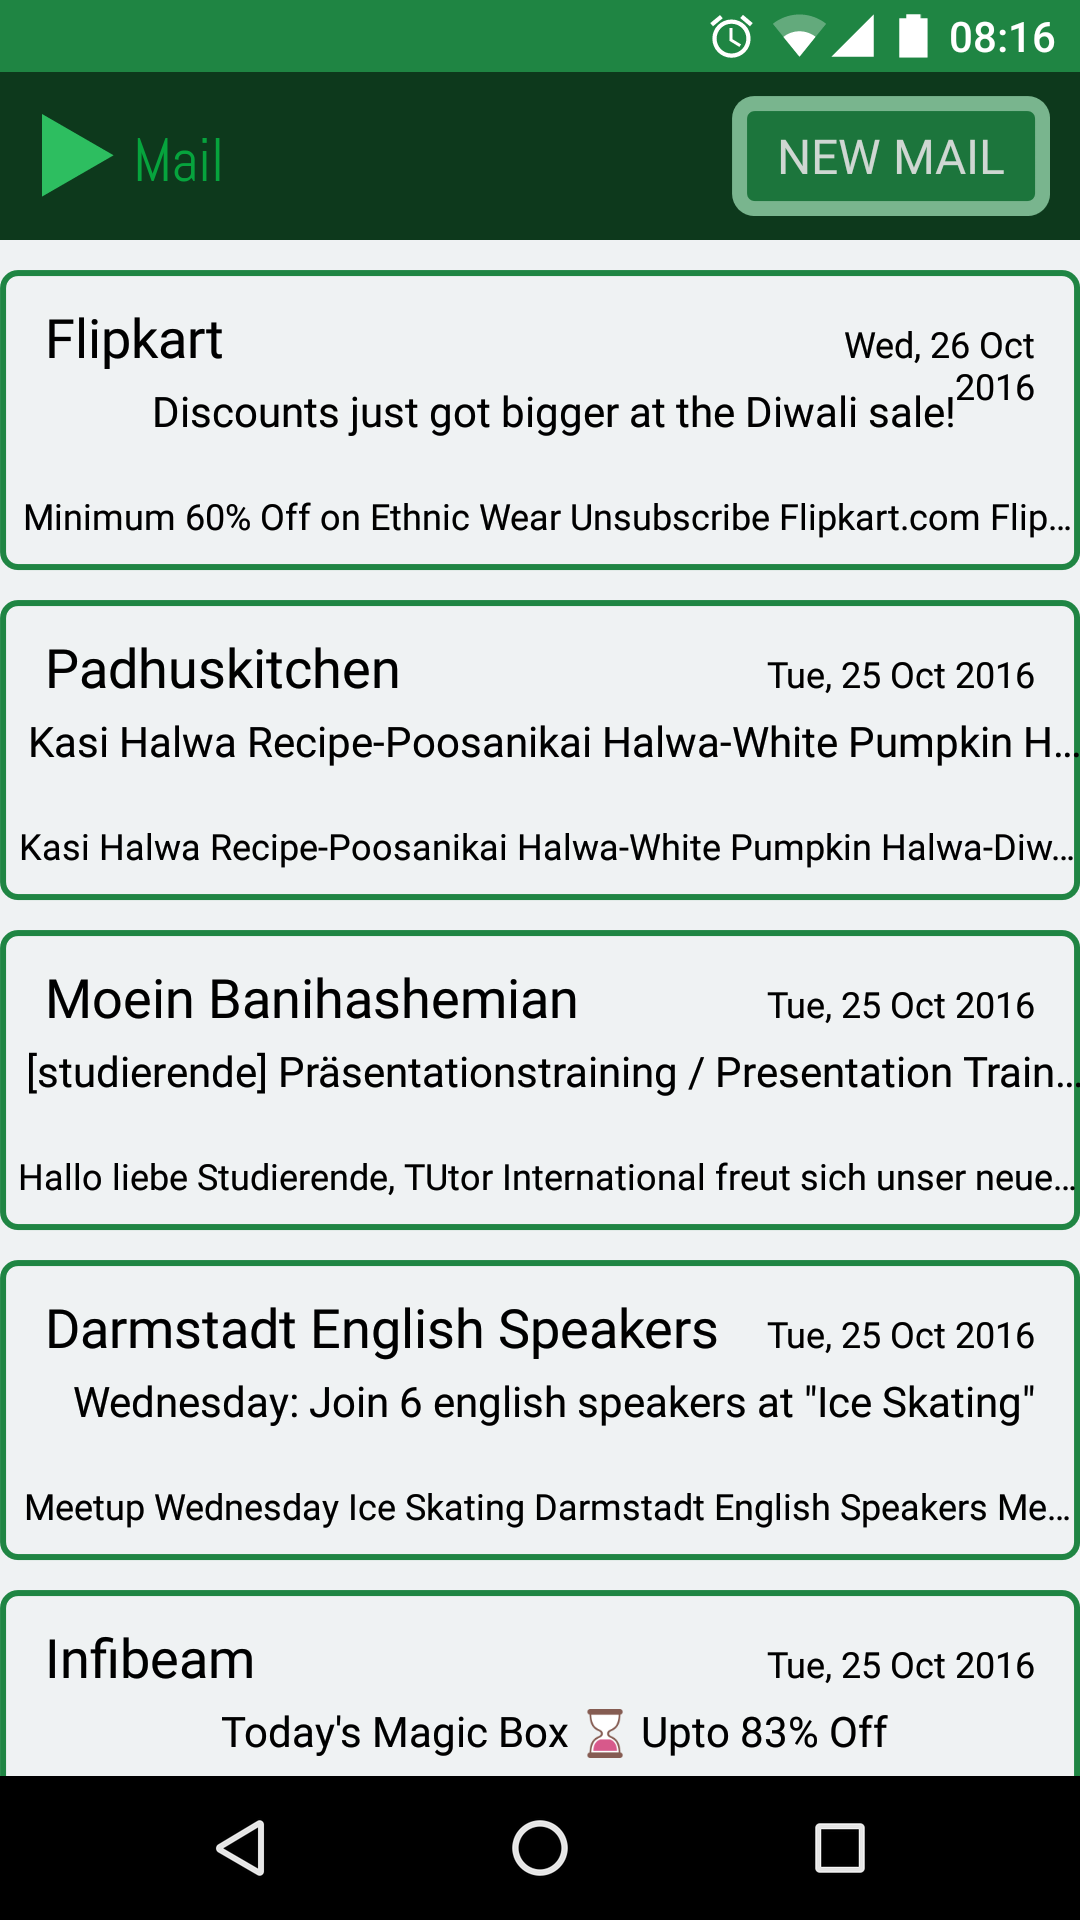 08:16
Mail
NEW MAIL
Flipkart
Wed, 26 Oct
2016
Discounts just got bigger at the Diwali sale!
Minimum 60% Off on Ethnic Wear Unsubscribe Flipkart.com Flip...
Padhuskitchen
Tue, 25 Oct 2016
Kasi Halwa Recipe-Poosanikai Halwa-White Pumpkin H...
Kasi Halwa Recipe-Poosanikai Halwa-White Pumpkin Halwa-Diw...
Moein Banihashemian
Tue, 25 Oct 2016
[studierende] Präsentationstraining / Presentation Train...
Hallo liebe Studierende, TUtor International freut sich unser neue...
Darmstadt English Speakers
Tue, 25 Oct 2016
Wednesday: Join 6 english speakers at "Ice Skating"
Meetup Wednesday Ice Skating Darmstadt English Speakers Me...
Infibeam
Tue, 25 Oct 2016
Today's Magic Box ⏳ Upto 83% Off